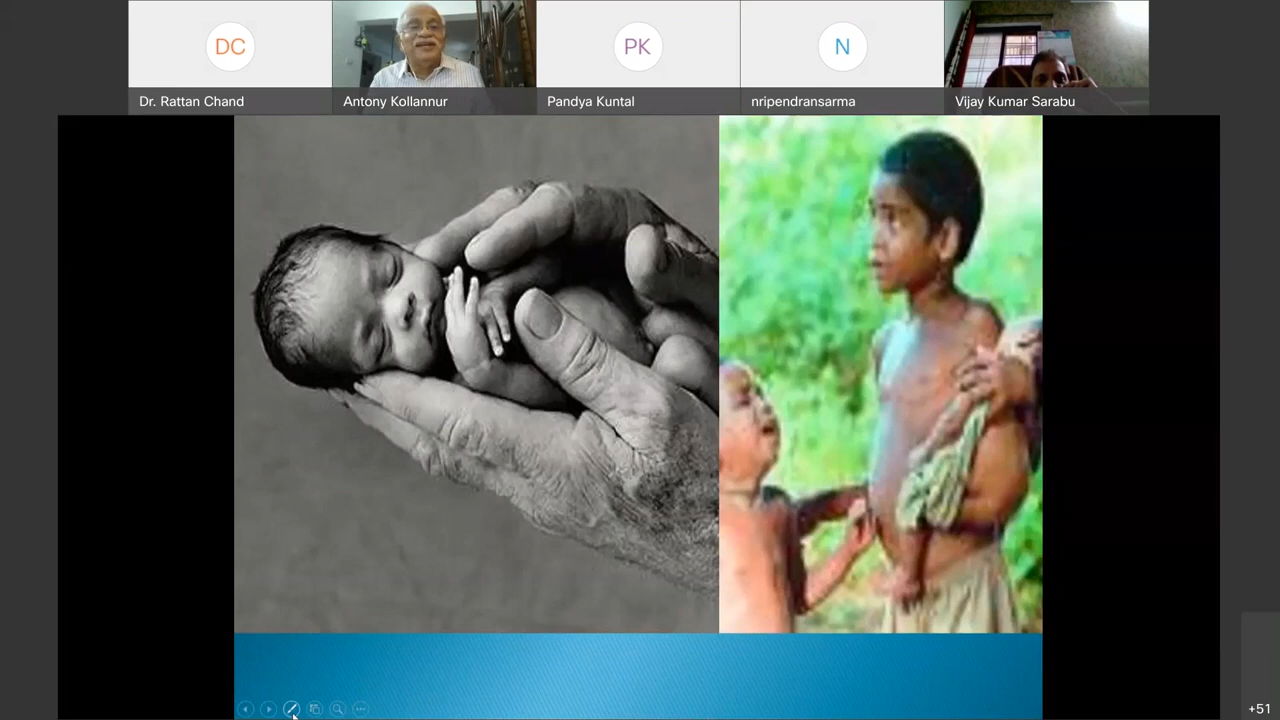 DC
PK
N
Dr. Rattan Chand
Antony Kollannur
Pandya Kuntal
nripendransarma
Vijay Kumar Sarabu
+51